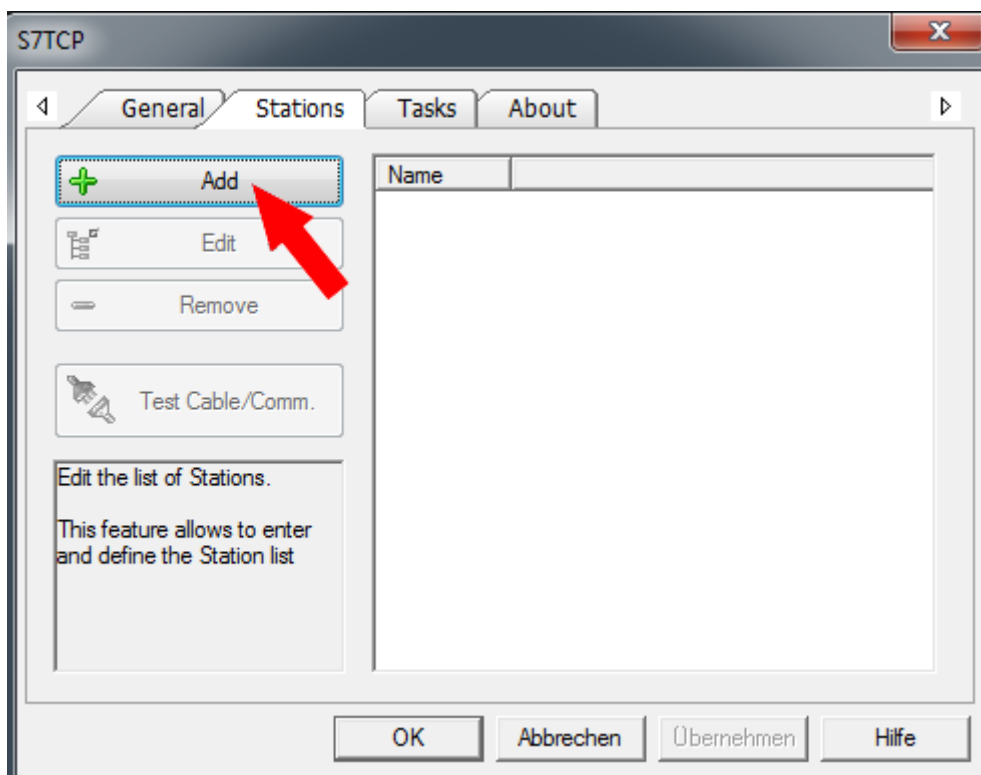 S7TCP
General Stations Tasks About
Add
Edit
Remove
Test Cable/Comm.
Edit the list of Stations.
This feature allows to enter
and define the Station list
Name
OK Abbrechen Übernehmen Hilfe